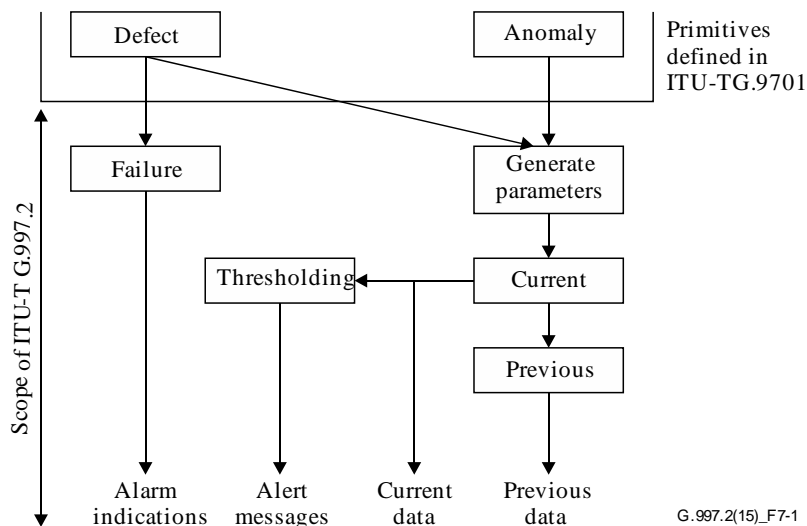 Defect
Anomaly
Primitives
defined in
ITU-TG.9701
Scope of ITU-T G.997.2
Failure
Generate
parameters
Thresholding
Current
Previous
Alarm
indications
Alert
messages
Current
data
Previous
data
G.997.2(15)_F7-1